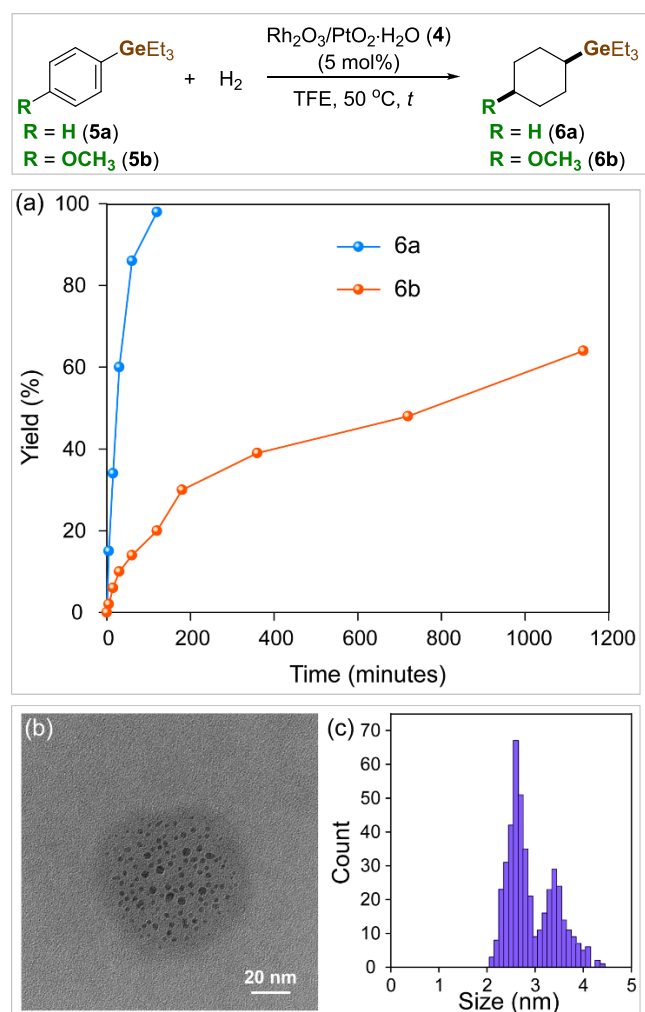 GeEt₃
R
+ H₂
Rh₂O₃/PtO₂·H₂O (4)
(5 mol%)
TFE, 50 °C, t
GeEt₃
R
R = H (5a)
R = OCH₃ (5b)
R = H (6a)
R = OCH₃ (6b)
(a)
100
80
60
40
20
0
Yield (%)
6a
6b
0 200 400 600 800 1000 1200
Time (minutes)
(b)
20 nm
(c)
70
60
50
40
30
20
10
0
Count
0 1 2 3 4 5
Size (nm)